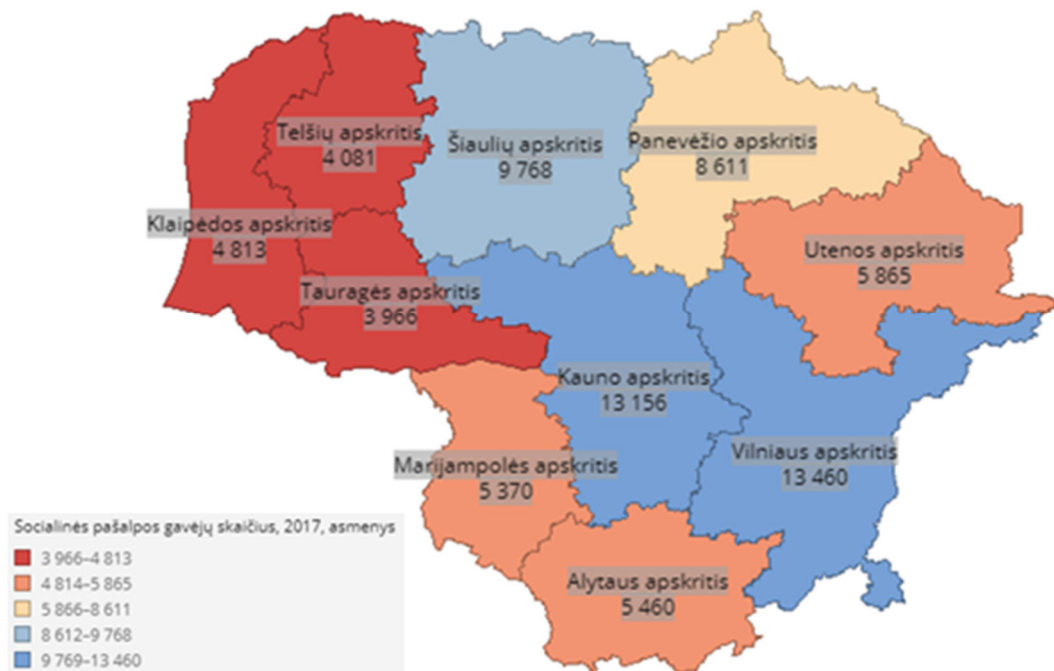 Telšių apskritis
4 081
Šiaulių apskritis
9 768
Panevėžio apskritis
8 611
Klaipėdos apskritis
4 813
Utenos apskritis
5 865
Tauragės apskritis
3 966
Kauno apskritis
13 156
Vilniaus apskritis
13 460
Marijampolės apskritis
5 370
Alytaus apskritis
5 460
Socialinės pašalpos gavėjų skaičius, 2017, asmenys
3 966–4 813
4 814–5 865
5 866–8 611
8 612–9 768
9 769–13 460